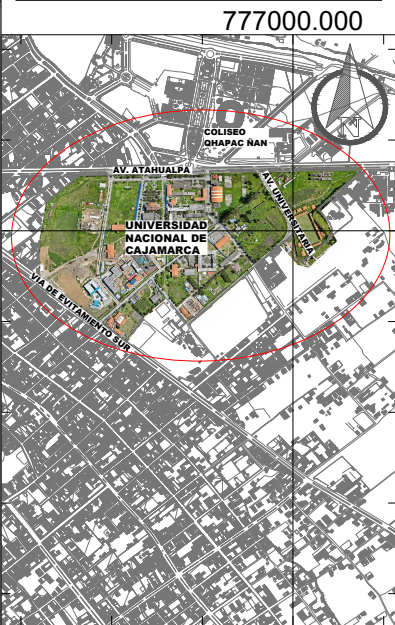 777000.000
N
COLISEO
QHAPAC ÑAN
AV. ATAHUALPA
AV. UNIVERSITARIA
UNIVERSIDAD
NACIONAL DE
CAJAMARCA
VIA DE EVITAMIENTO SUR